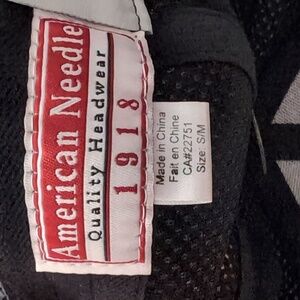 American Needle
Quality Headwear
1918
Made in China
Fait en Chine
CA#22751
Size: S/M